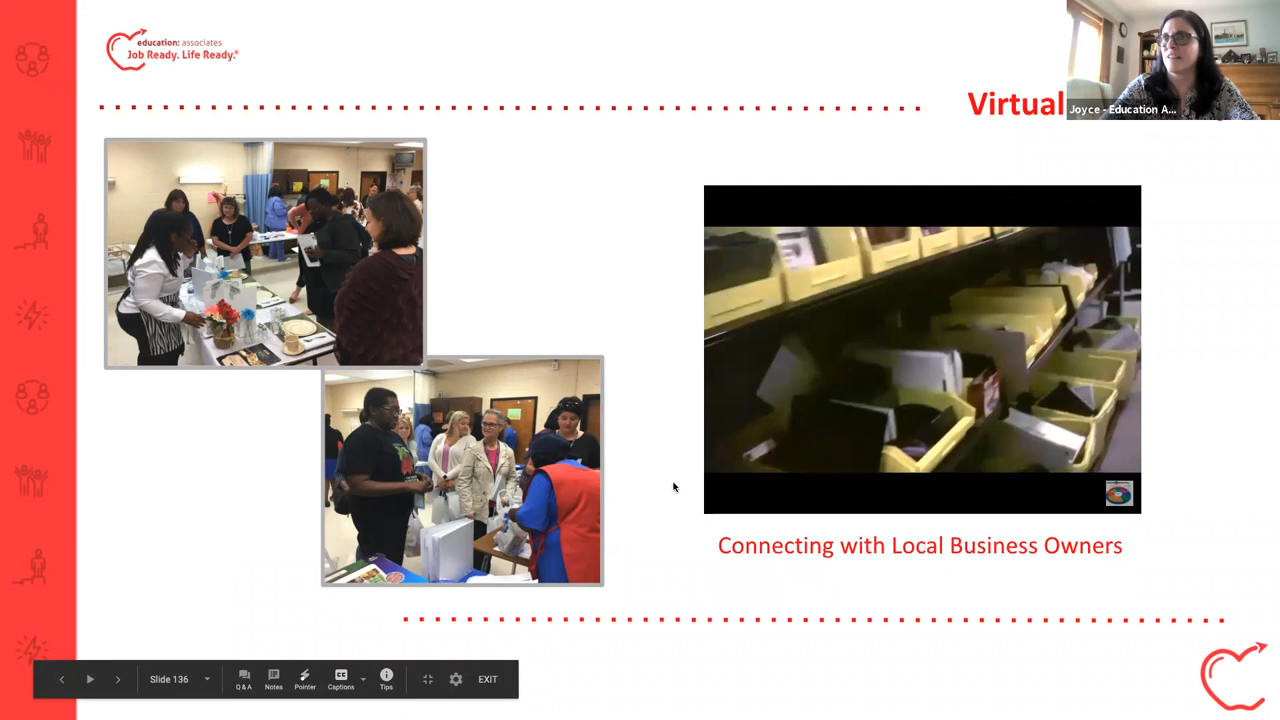 education: associates
Job Ready. Life Ready.®
Virtual
Joyce - Education A...
Connecting with Local Business Owners
Slide 136
Q & A
Notes
Pointer
CC
Captions
Tips
EXIT